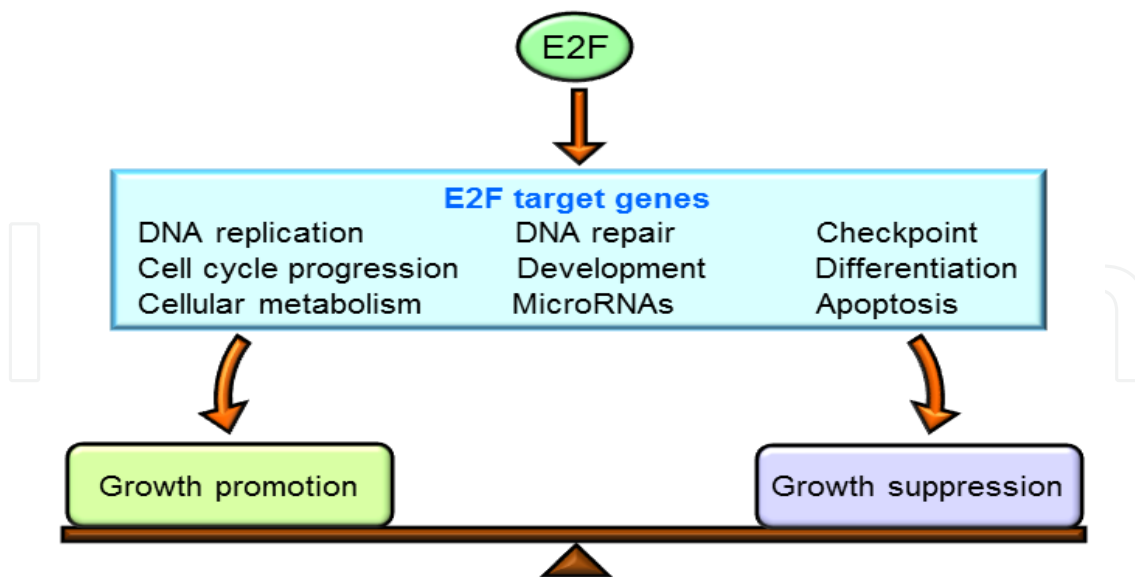 E2F
E2F target genes
DNA replication DNA repair Checkpoint
Cell cycle progression Development Differentiation
Cellular metabolism MicroRNAs Apoptosis
Growth promotion Growth suppression